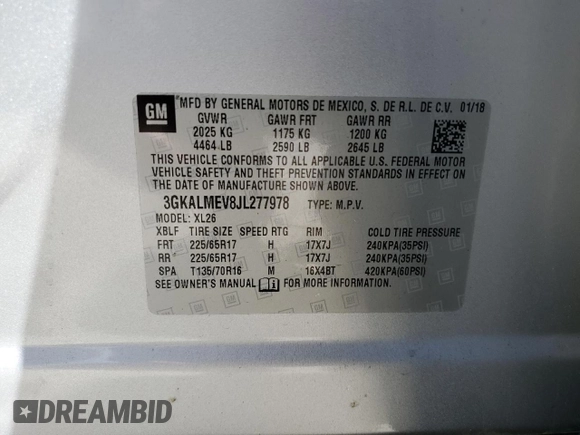 GM
MFD BY GENERAL MOTORS DE MEXICO, S. DE R.L. DE C.V. 01/18
GVWR GAWR FRT GAWR RR
2025 KG 1175 KG 1200 KG
4464 LB 2590 LB 2645 LB
THIS VEHICLE CONFORMS TO ALL APPLICABLE U.S. FEDERAL MOTOR
VEHICLE SAFETY AND THEFT PREVENTION STANDARDS IN EFFECT ON
THE DATE OF MANUFACTURE SHOWN ABOVE.
3GKALMEV8JL277978 TYPE: M.P.V.
MODEL: XL26
XBLF TIRE SIZE SPEED RTG RIM COLD TIRE PRESSURE
FRT 225/65R17 H 17X7J 240KPA(35PSI)
RR 225/65R17 H 17X7J 240KPA(35PSI)
SPA T135/70R16 M 16X4BT 420KPA(60PSI)
SEE OWNER'S MANUAL FOR MORE INFORMATION.
DREAMBID